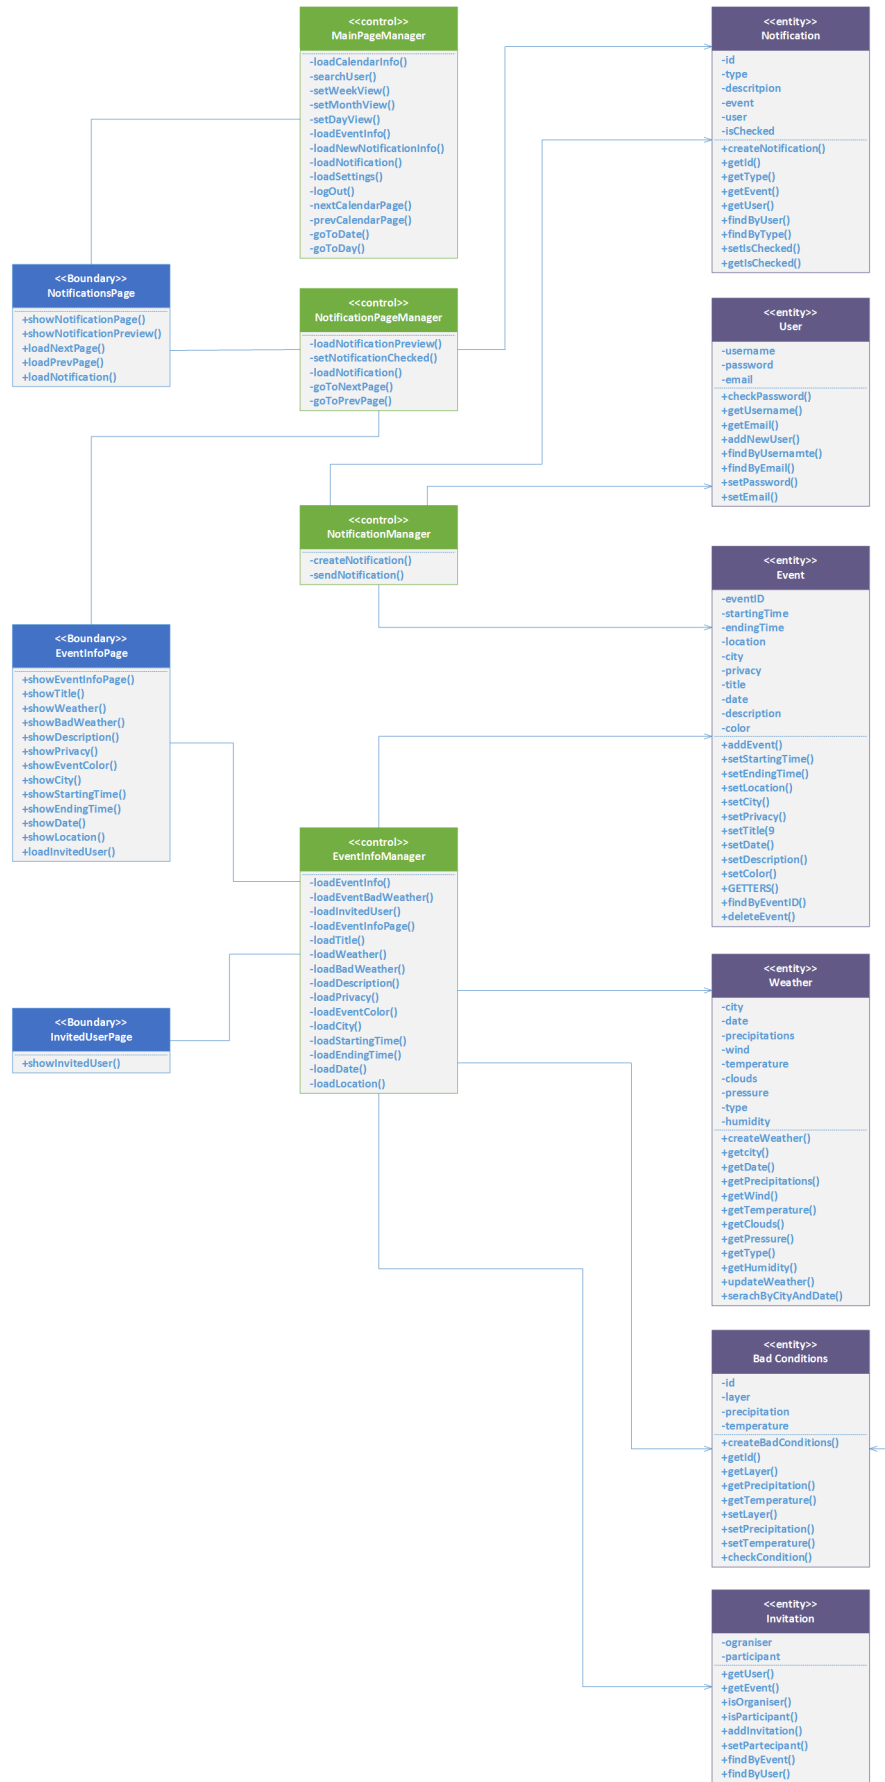 <<control>>
MainPageManager
-loadCalendarInfo()
-searchUser()
-setWeekView()
-setMonthView()
-setDayView()
-loadEventInfo()
-loadNewNotificationInfo()
-loadNotification()
-loadSettings()
-logOut()
-nextCalendarPage()
-prevCalendarPage()
-goToDate()
-goToDay()
<<entity>>
Notification
-id
-type
-descritpion
-event
-user
-isChecked
+createNotification()
+getId()
+getType()
+getEvent()
+getUser()
+findByUser()
+findByType()
+setIsChecked()
+getIsChecked()
<<Boundary>>
NotificationsPage
+showNotificationPage()
+showNotificationPreview()
+loadNextPage()
+loadPrevPage()
+loadNotification()
<<control>>
NotificationPageManager
-loadNotificationPreview()
-setNotificationChecked()
-loadNotification()
-goToNextPage()
-goToPrevPage()
<<entity>>
User
-username
-password
-email
+checkPassword()
+getUsername()
+getEmail()
+addNewUser()
+findByUsernamte()
+findByEmail()
+setPassword()
+setEmail()
<<control>>
NotificationManager
-createNotification()
-sendNotification()
<<entity>>
Event
-eventID
-startingTime
-endingTime
-location
-city
-privacy
-title
-date
-description
-color
+addEvent()
+setStartingTime()
+setEndingTime()
+setLocation()
+setCity()
+setPrivacy()
+setTitle(9
+setDate()
+setDescription()
+setColor()
+GETTERS()
+findByEventID()
+deleteEvent()
<<Boundary>>
EventInfoPage
+showEventInfoPage()
+showTitle()
+showWeather()
+showBadWeather()
+showDescription()
+showPrivacy()
+showEventColor()
+showCity()
+showStartingTime()
+showEndingTime()
+showDate()
+showLocation()
+loadInvitedUser()
<<control>>
EventInfoManager
-loadEventInfo()
-loadEventBadWeather()
-loadInvitedUser()
-loadEventInfoPage()
-loadTitle()
-loadWeather()
-loadBadWeather()
-loadDescription()
-loadPrivacy()
-loadEventColor()
-loadCity()
-loadStartingTime()
-loadEndingTime()
-loadDate()
-loadLocation()
<<Boundary>>
InvitedUserPage
+showInvitedUser()
<<entity>>
Weather
-city
-date
-precipitations
-wind
-temperature
-clouds
-pressure
-type
-humidity
+createWeather()
+getcity()
+getDate()
+getPrecipitations()
+getWind()
+getTemperature()
+getClouds()
+getPressure()
+getType()
+getHumidity()
+updateWeather()
+serachByCityAndDate()
<<entity>>
Bad Conditions
-id
-layer
-precipitation
-temperature
+createBadConditions()
+getId()
+getLayer()
+getPrecipitation()
+getTemperature()
+setLayer()
+setPrecipitation()
+setTemperature()
+checkCondition()
<<entity>>
Invitation
-ograniser
-participant
+getUser()
+getEvent()
+isOrganiser()
+isParticipant()
+addInvitation()
+setPartecipant()
+findByEvent()
+findByUser()